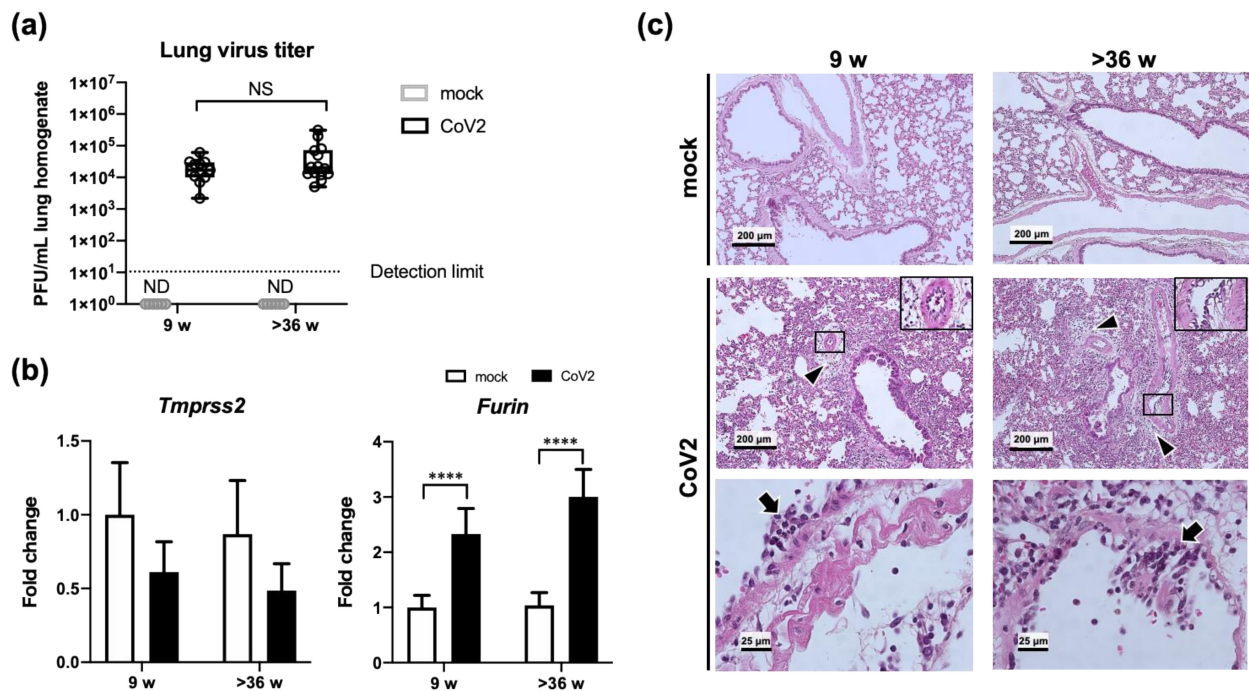 (a)
Lung virus titer
PFU/mL lung homogenate
1×10⁷
1×10⁶
1×10⁵
1×10⁴
1×10³
1×10²
1×10¹
1×10⁰
NS
ND
ND
Detection limit
9 w
>36 w
mock
CoV2
(b)
mock
CoV2
Tmprss2
Fold change
1.5
1.0
0.5
0.0
9 w
>36 w
Furin
Fold change
4
3
2
1
0
****
****
9 w
>36 w
(c)
9 w
>36 w
mock
200 µm
200 µm
CoV2
200 µm
200 µm
25 µm
25 µm